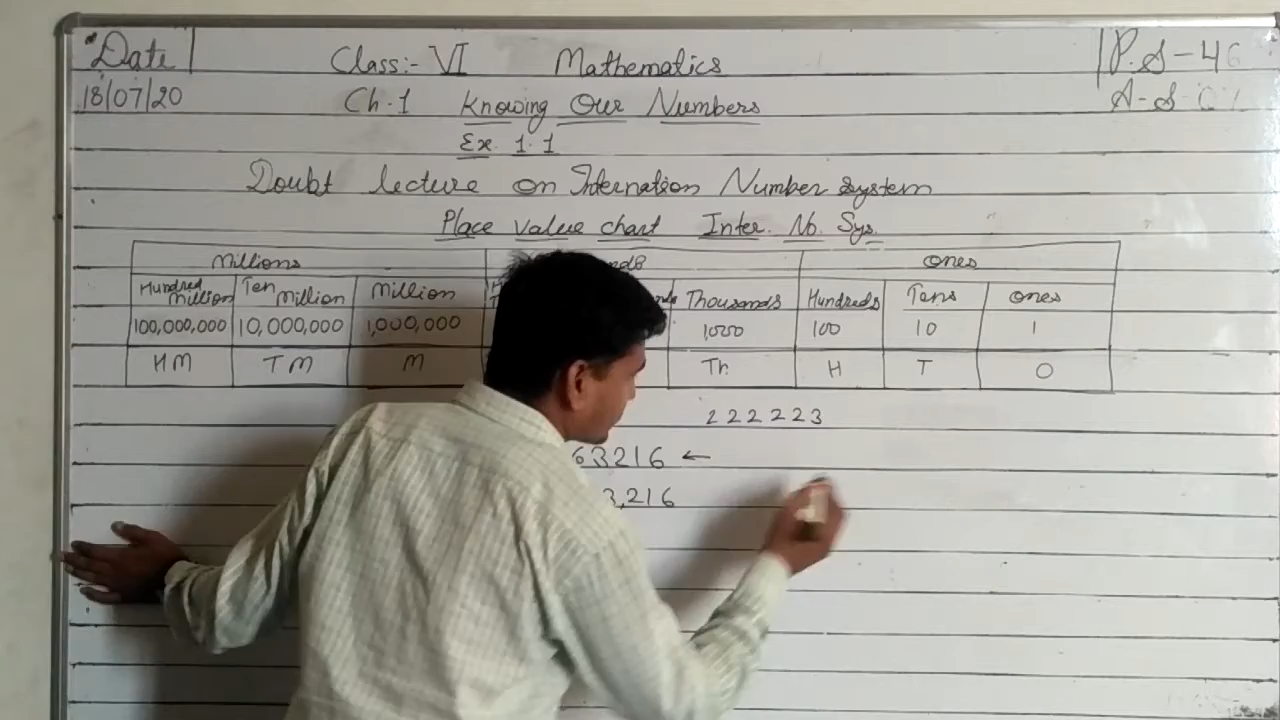 Date Class:- VI Mathematics P.S-46
18/07/20 Ch.1 Knowing Our Numbers A-S
Ex. 1.1
Doubt lecture on Internation Number System
Place Value Chart Inter. No. Sys.
Millions Ones
Hundred Million Ten Million Million Thousands Hundreds Tens Ones
100,000,000 10,000,000 1,000,000 1,000 100 10 1
HM TM M Th H T O
222223
63216 ←
3,216